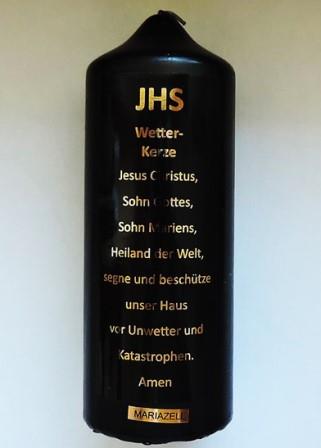 JHS
Wetter-
Kerze
Jesus Christus,
Sohn Gottes,
Sohn Mariens,
Heiland der Welt,
segne und beschütze
unser Haus
vor Unwetter und
Katastrophen.
Amen
MARIAZELL